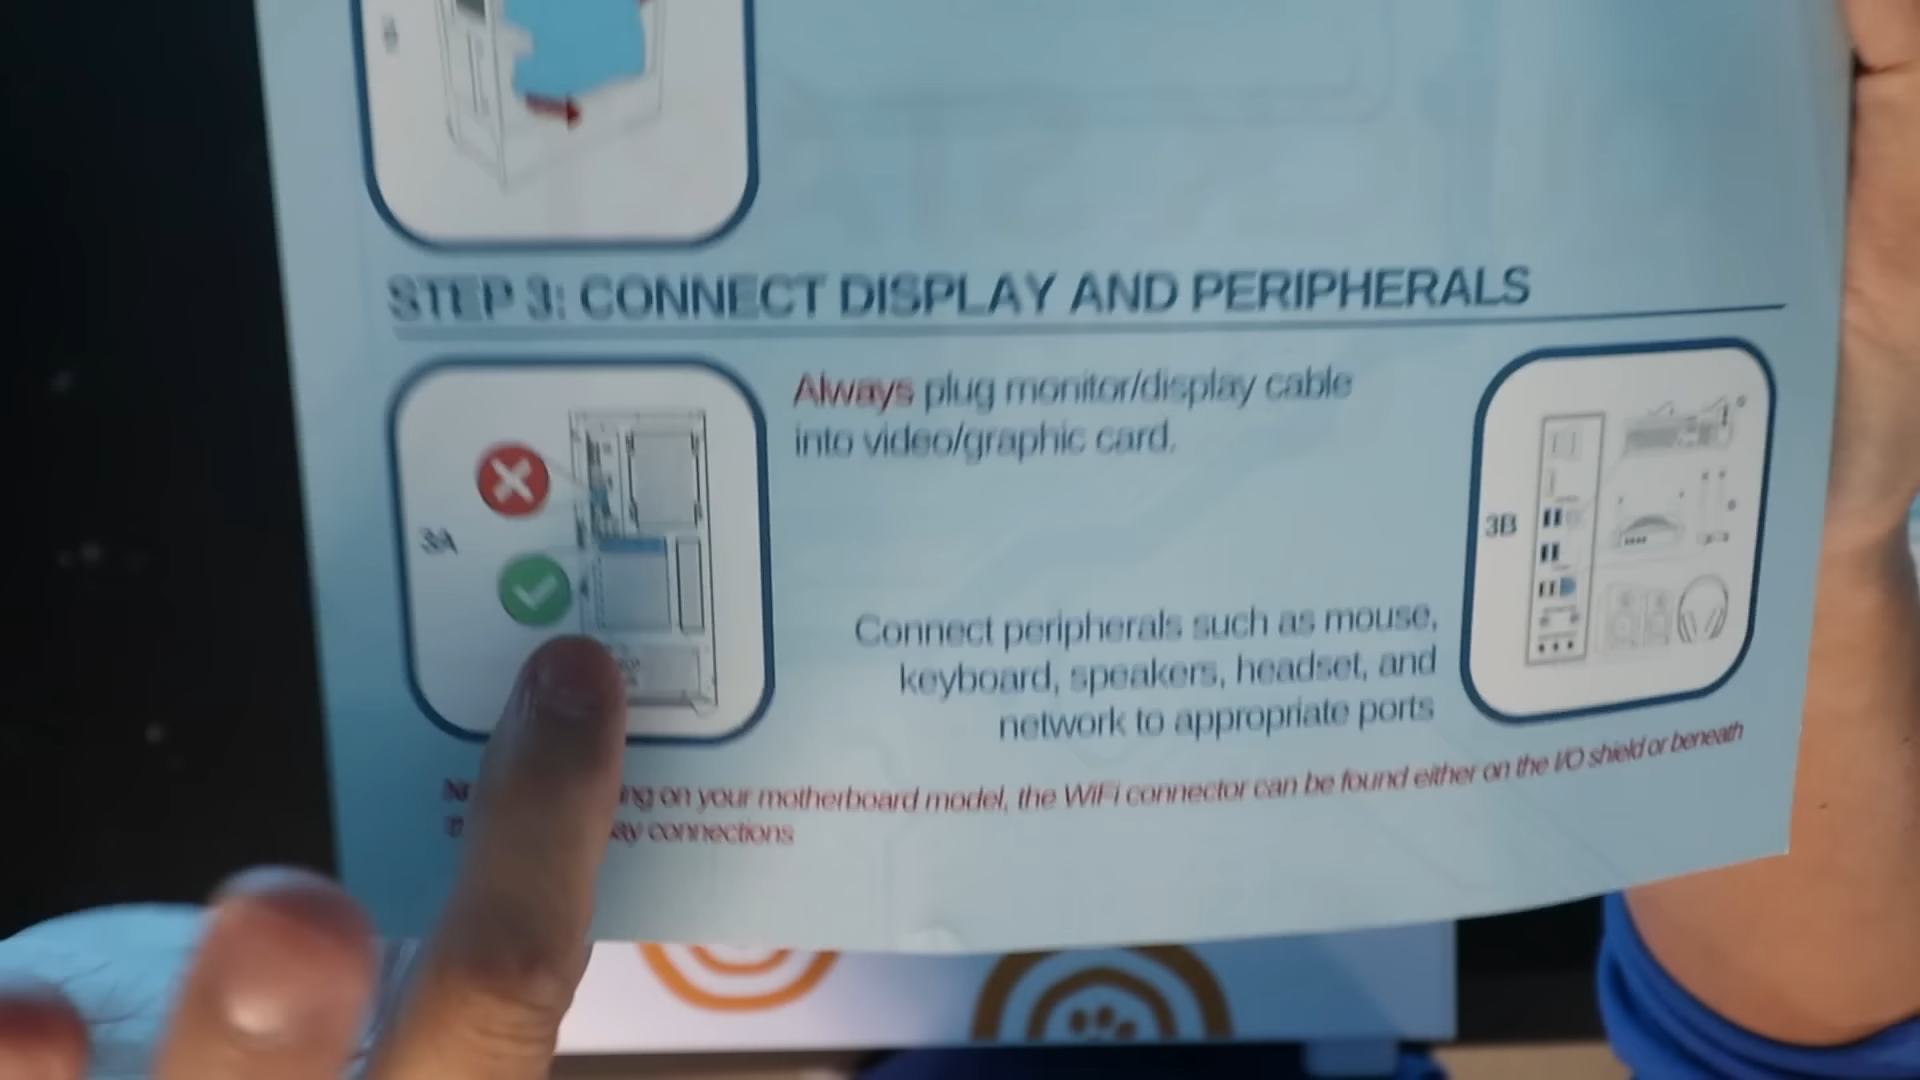 STEP 3: CONNECT DISPLAY AND PERIPHERALS
3A
Always plug monitor/display cable
into video/graphic card.
Connect peripherals such as mouse,
keyboard, speakers, headset, and
network to appropriate ports
3B
on your motherboard model, the WiFi connector can be found either on the I/O shield or beneath
connections